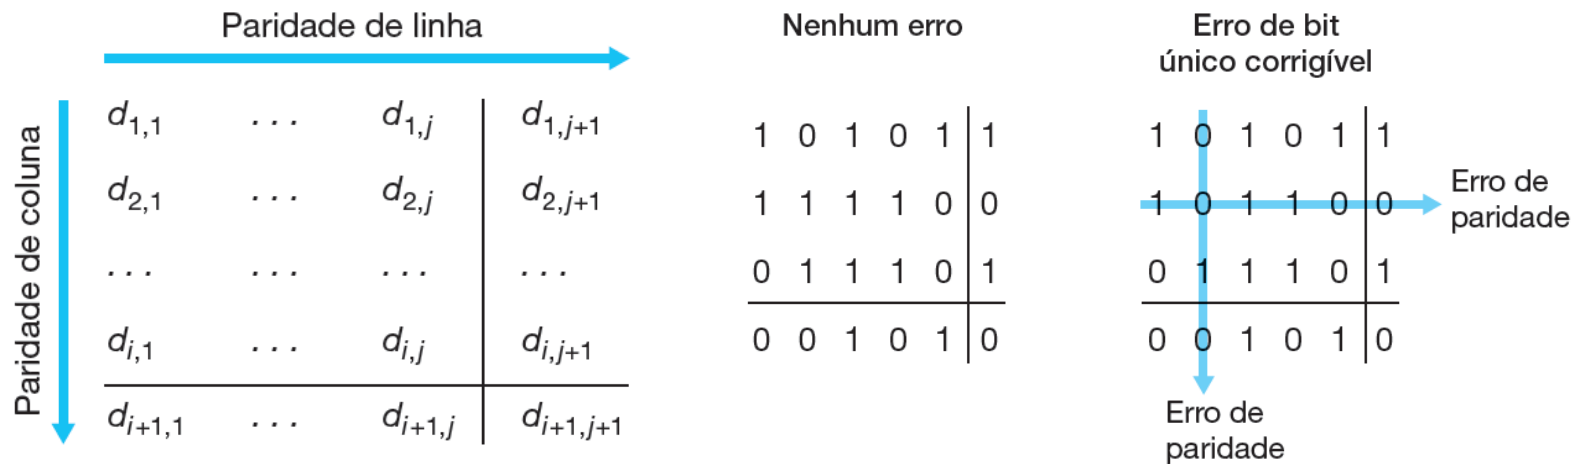 Paridade de linha
Paridade de coluna
d1,1 . . . d1,j d1,j+1
d2,1 . . . d2,j d2,j+1
. . . . . . . . . . . .
di,1 . . . di,j di,j+1
di+1,1 . . . di+1,j di+1,j+1
Nenhum erro
1 0 1 0 1 1
1 1 1 1 0 0
0 1 1 1 0 1
0 0 1 0 1 0
Erro de bit
único corrigível
1 0 1 0 1 1
1 0 1 1 0 0
0 1 1 1 0 1
0 0 1 0 1 0
Erro de
paridade
Erro de
paridade